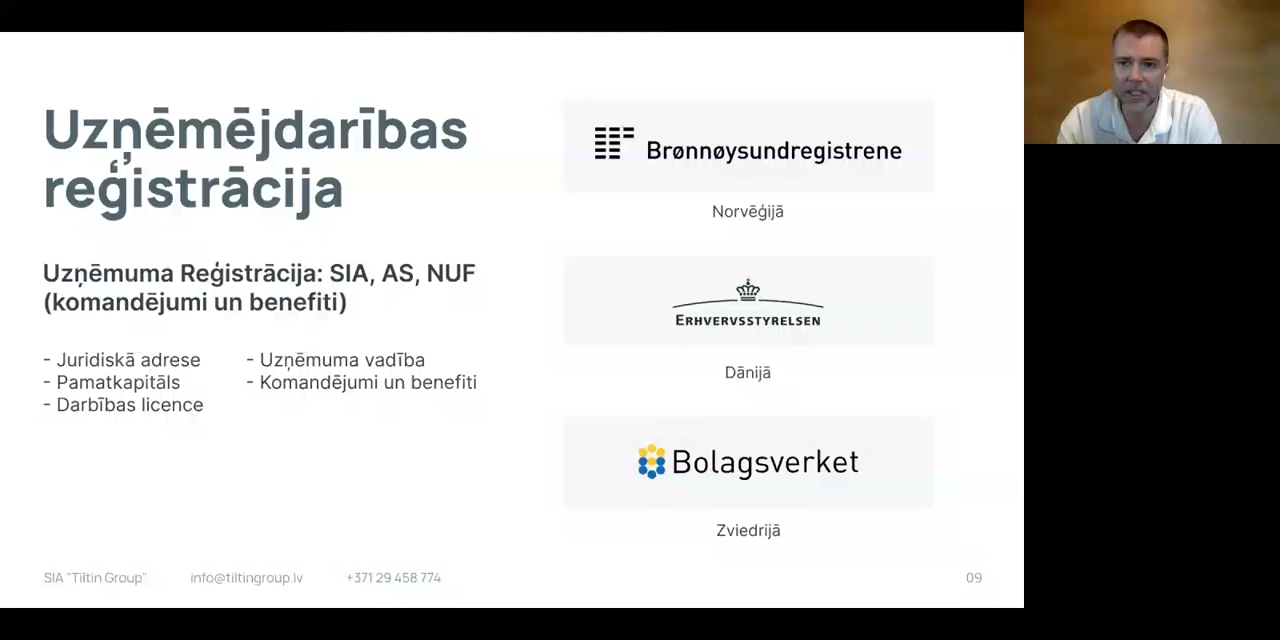 Uzņēmējdarības
reģistrācija
Uzņēmuma Reģistrācija: SIA, AS, NUF
(komandējumi un benefiti)
- Juridiskā adrese
- Pamatkapitāls
- Darbības licence
- Uzņēmuma vadība
- Komandējumi un benefiti
Brønnøysundregistrene
Norvēģijā
ERHVERVSSTYRELSEN
Dānijā
Bolagsverket
Zviedrijā
SIA "Tiltin Group"
info@tiltingroup.lv
+371 29 458 774
09